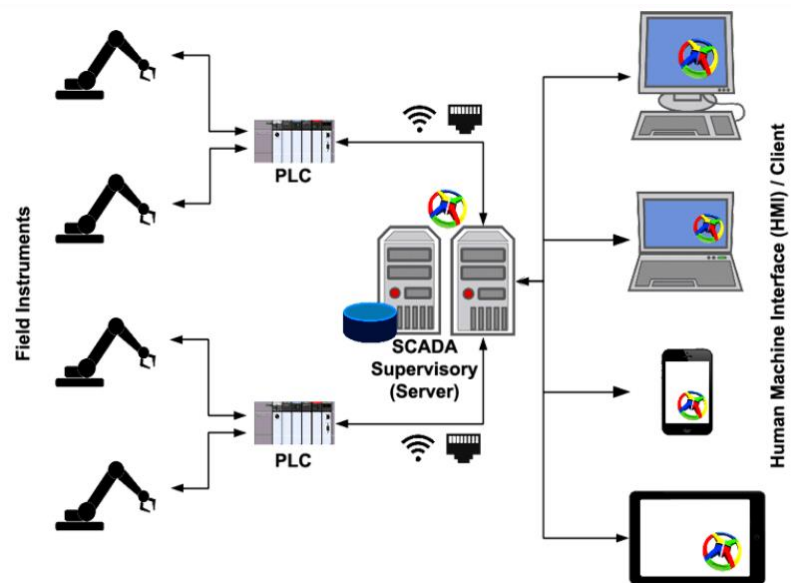 Field Instruments
PLC
SCADA
Supervisory
(Server)
PLC
Human Machine Interface (HMI) / Client